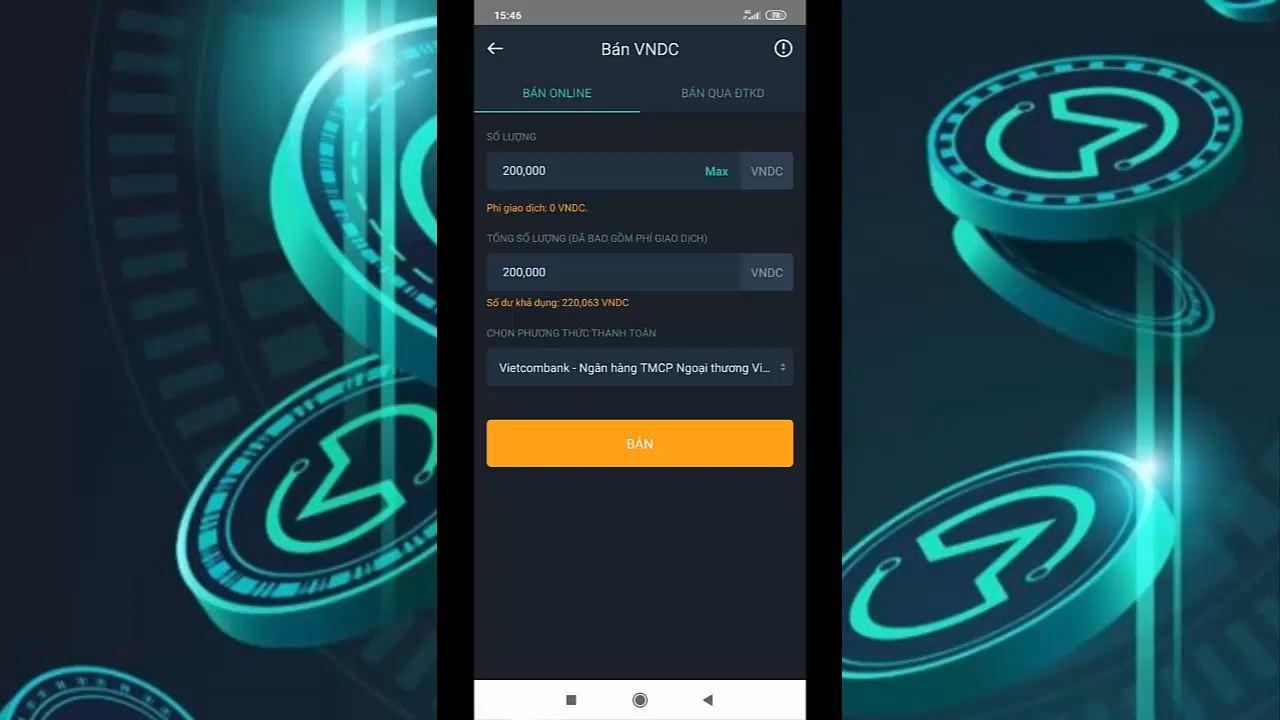 15:46
4G
76
Bán VNDC
BÁN ONLINE
BÁN QUA ĐTKD
SỐ LƯỢNG
200,000
Max
VNDC
Phí giao dịch: 0 VNDC.
TỔNG SỐ LƯỢNG (ĐÃ BAO GỒM PHÍ GIAO DỊCH)
200,000
VNDC
Số dư khả dụng: 220,063 VNDC
CHỌN PHƯƠNG THỨC THANH TOÁN
Vietcombank - Ngân hàng TMCP Ngoại thương Vi...
BÁN